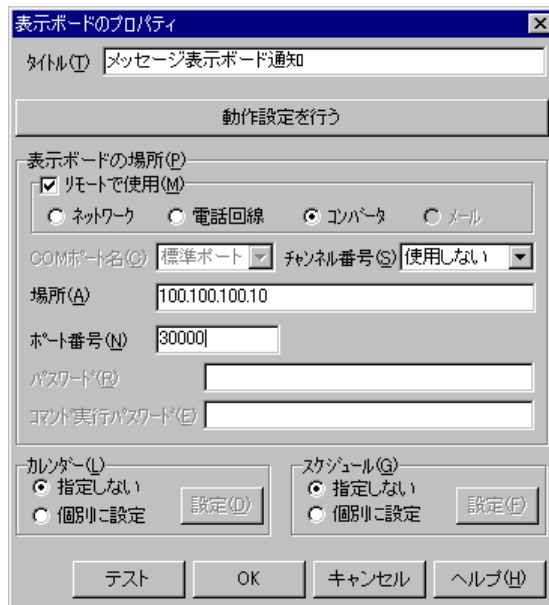 表示ボードのプロパティ
ﾀｲﾄﾙ(T) メッセージ表示ボード通知
動作設定を行う
表示ボードの場所(P)
ﾘﾓｰﾄで使用(M)
ﾈｯﾄﾜｰｸ 電話回線 ｺﾝﾊﾞｰﾀ ﾒｰﾙ
COMﾎﾟｰﾄ名(C) 標準ポート ﾁｬﾝﾈﾙ番号(S) 使用しない
場所(A) 100.100.100.10
ﾎﾟｰﾄ番号(N) 30000
ﾊﾟｽﾜｰﾄﾞ(R)
ｺﾏﾝﾄﾞ実行ﾊﾟｽﾜｰﾄﾞ(E)
ｶﾚﾝﾀﾞｰ(L) ｽｹｼﾞｭｰﾙ(G)
指定しない 設定(D) 指定しない 設定(F)
個別に設定 個別に設定
テスト OK キャンセル ヘルプ(H)